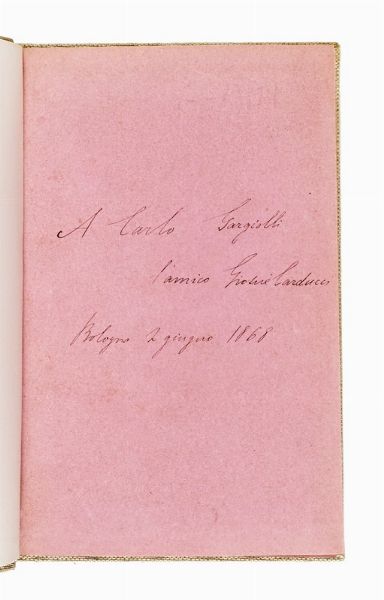 A Carlo Gargiolli
l'amico Giosuè Carducci
Bologna 2 giugno 1868